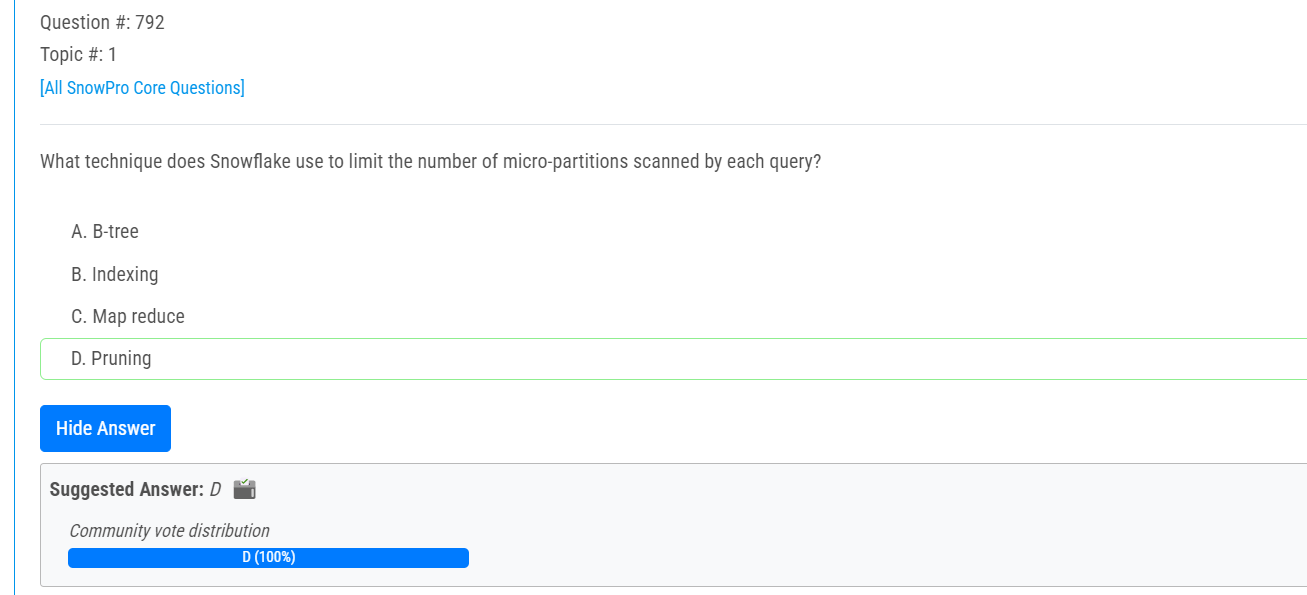 Question #: 792
Topic #: 1
[All SnowPro Core Questions]
What technique does Snowflake use to limit the number of micro-partitions scanned by each query?
A. B-tree
B. Indexing
C. Map reduce
D. Pruning
Hide Answer
Suggested Answer: D
Community vote distribution
D (100%)